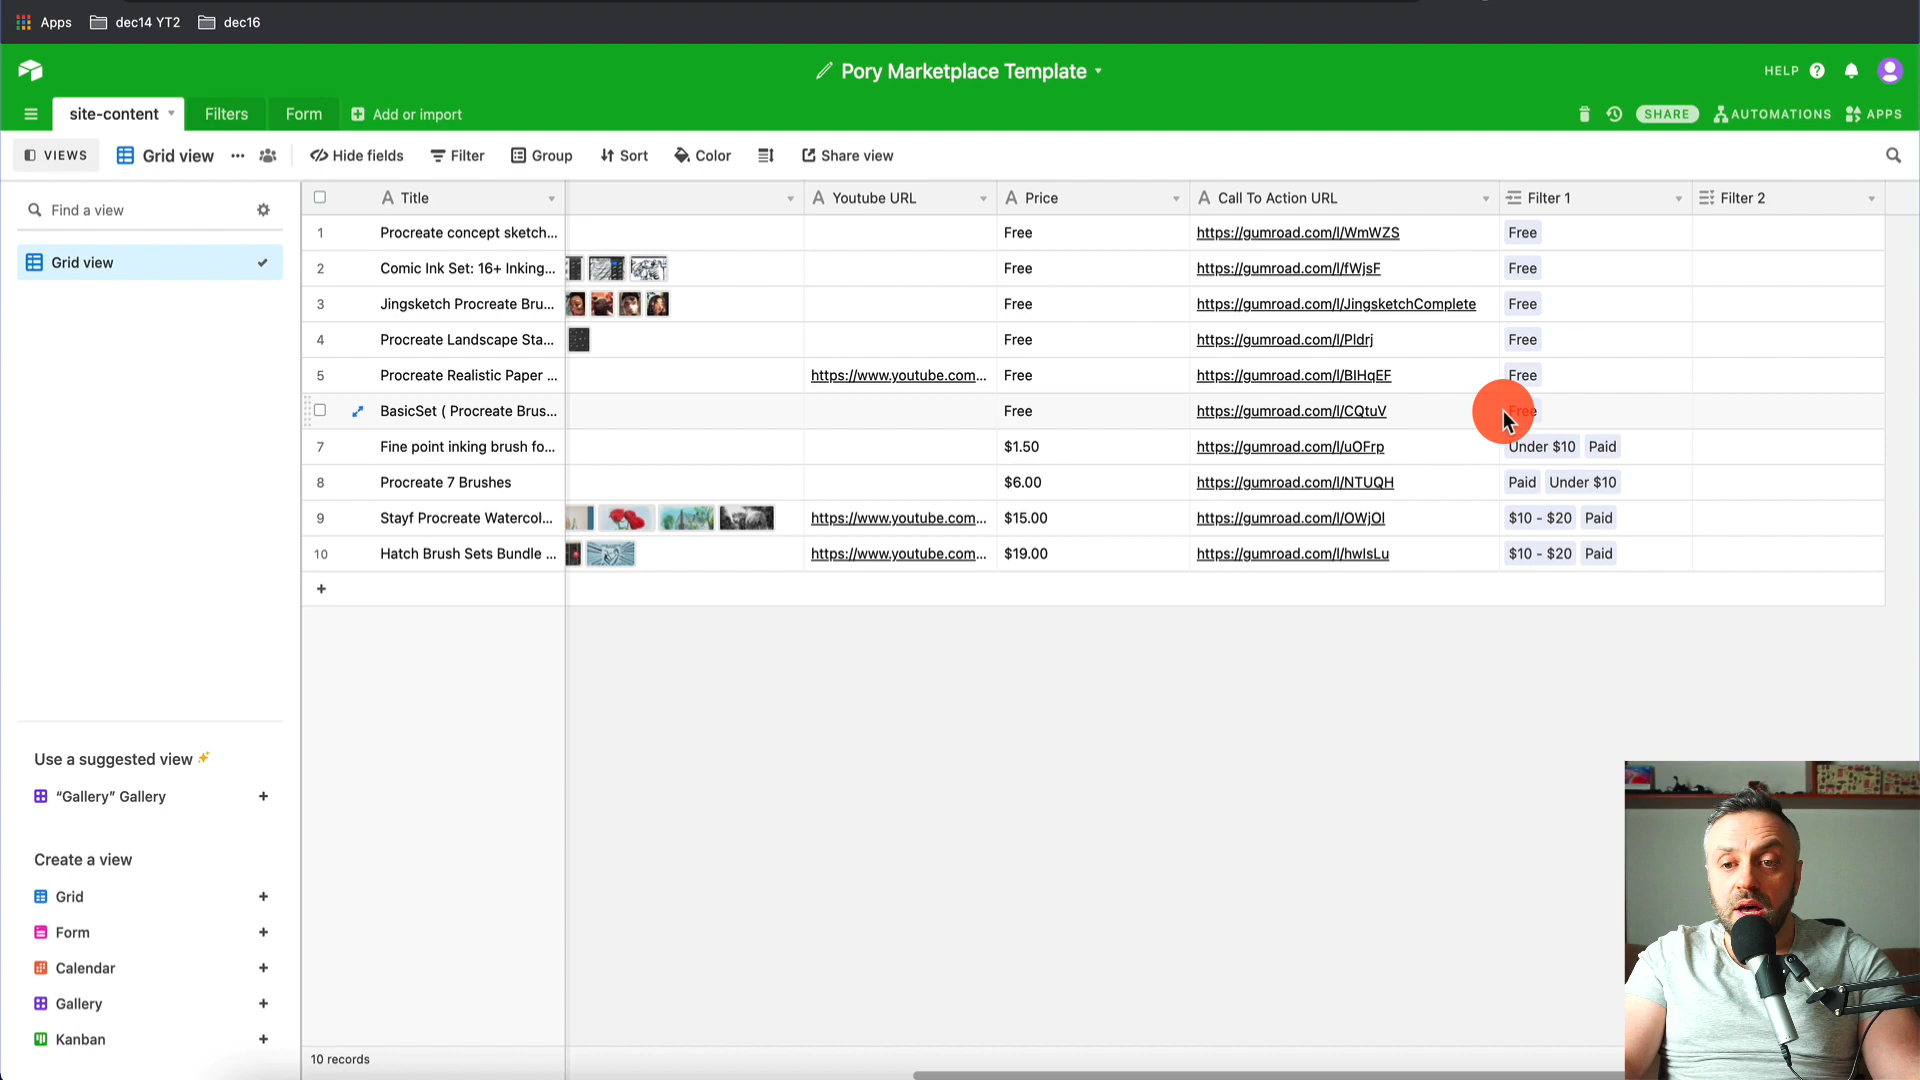 Apps dec14 YT2 dec16
Pory Marketplace Template
HELP
site-content Filters Form Add or import
SHARE AUTOMATIONS APPS
VIEWS Grid view Hide fields Filter Group Sort Color Share view
Find a view
Grid view
Title Youtube URL Price Call To Action URL Filter 1 Filter 2
1 Procreate concept sketch... Free https://gumroad.com/l/WmWZS Free
2 Comic Ink Set: 16+ Inking... Free https://gumroad.com/l/fWjsF Free
3 Jingsketch Procreate Bru... Free https://gumroad.com/l/JingsketchComplete Free
4 Procreate Landscape Sta... Free https://gumroad.com/l/Pldrj Free
5 Procreate Realistic Paper ... https://www.youtube.com... Free https://gumroad.com/l/BlHqEF Free
BasicSet ( Procreate Brus... Free https://gumroad.com/l/CQtuV Free
7 Fine point inking brush fo... $1.50 https://gumroad.com/l/uOFrp Under $10 Paid
8 Procreate 7 Brushes $6.00 https://gumroad.com/l/NTUQH Paid Under $10
9 Stayf Procreate Watercol... https://www.youtube.com... $15.00 https://gumroad.com/l/OWjOl $10 - $20 Paid
10 Hatch Brush Sets Bundle ... https://www.youtube.com... $19.00 https://gumroad.com/l/hwlsLu $10 - $20 Paid
Use a suggested view
“Gallery” Gallery
Create a view
Grid
Form
Calendar
Gallery
Kanban
10 records